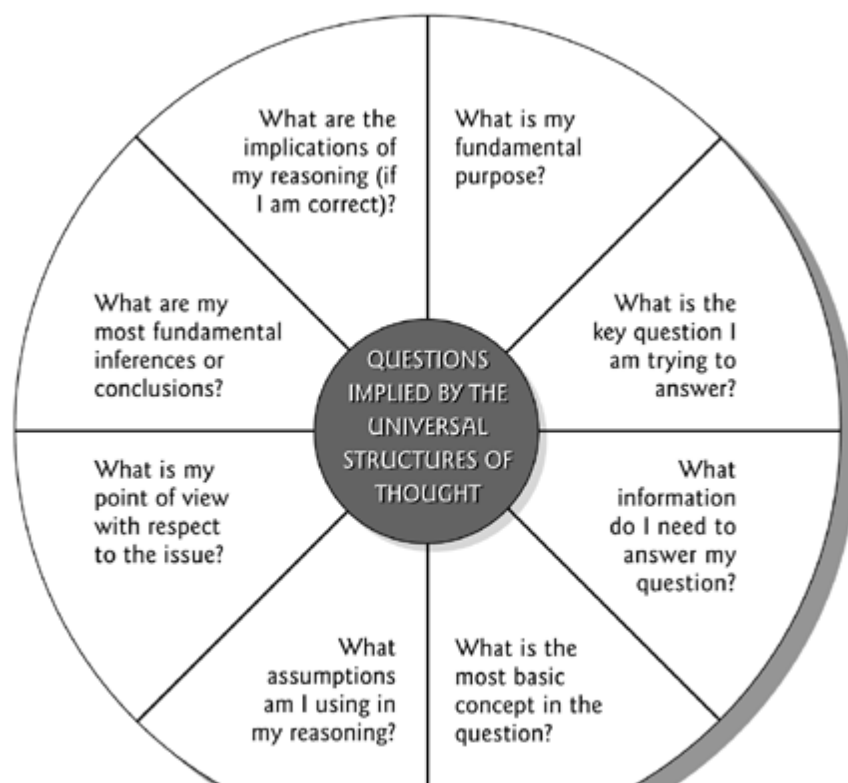 What are the
implications of
my reasoning (if
I am correct)?
What is my
fundamental
purpose?
What are my
most fundamental
inferences or
conclusions?
What is the
key question I
am trying to
answer?
QUESTIONS
IMPLIED BY THE
UNIVERSAL
STRUCTURES OF
THOUGHT
What is my
point of view
with respect
to the issue?
What
information
do I need to
answer my
question?
What
assumptions
am I using in
my reasoning?
What is the
most basic
concept in the
question?